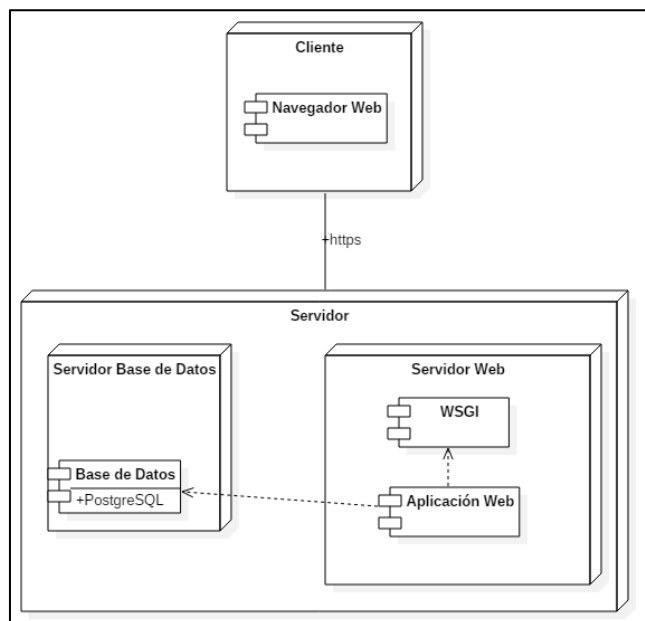 Cliente
Navegador Web
+https
Servidor
Servidor Base de Datos
Servidor Web
WSGI
Base de Datos
+PostgreSQL
Aplicación Web